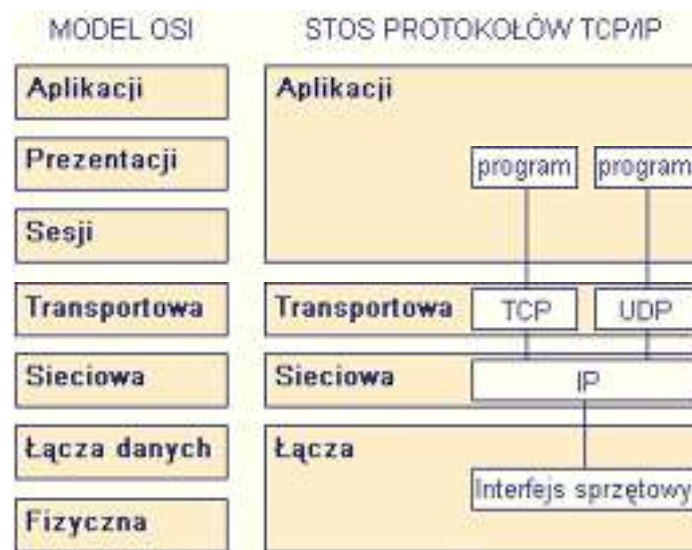 MODEL OSI
STOS PROTOKOŁÓW TCP/IP
Aplikacji
Aplikacji
Prezentacji
program
program
Sesji
Transportowa
Transportowa
TCP
UDP
Sieciowa
Sieciowa
IP
Łącza danych
Łącza
Interfejs sprzętowy
Fizyczna